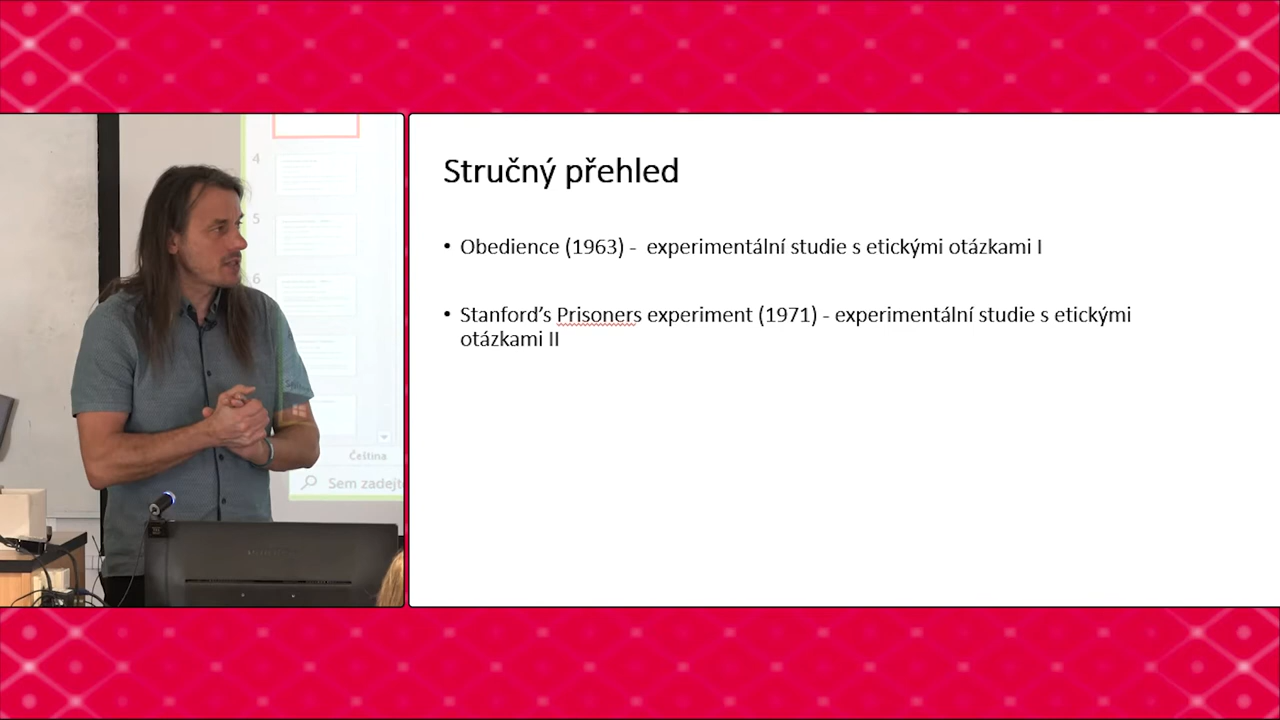 4
5
6
Čeština
Sem zadejt
Stručný přehled
• Obedience (1963) -  experimentální studie s etickými otázkami I
• Stanford’s Prisoners experiment (1971) - experimentální studie s etickými
otázkami II